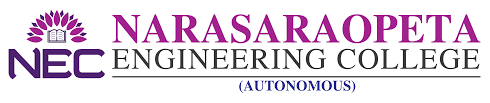 NEC
NARASARAOPETA
ENGINEERING COLLEGE
(AUTONOMOUS)